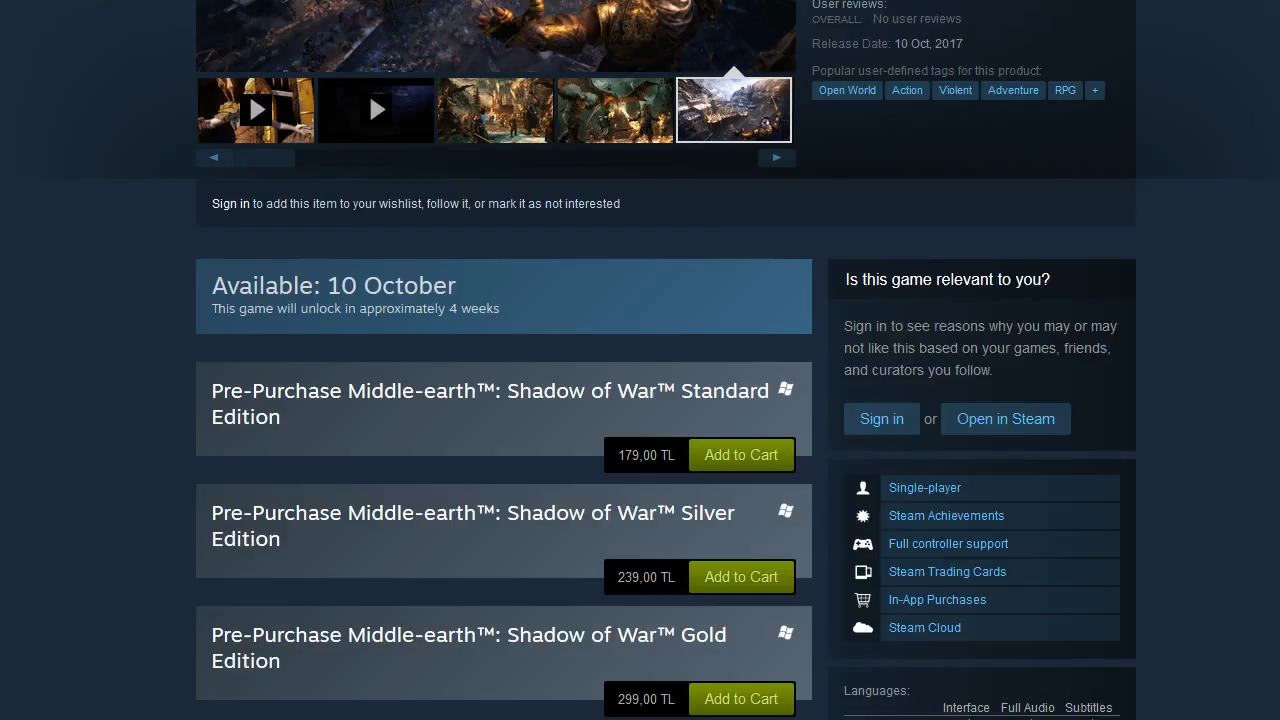 User reviews:
OVERALL: No user reviews
Release Date: 10 Oct, 2017
Popular user-defined tags for this product:
Open World Action Violent Adventure RPG +
Sign in to add this item to your wishlist, follow it, or mark it as not interested
Available: 10 October
This game will unlock in approximately 4 weeks
Pre-Purchase Middle-earth™: Shadow of War™ Standard
Edition
179,00 TL Add to Cart
Pre-Purchase Middle-earth™: Shadow of War™ Silver
Edition
239,00 TL Add to Cart
Pre-Purchase Middle-earth™: Shadow of War™ Gold
Edition
299,00 TL Add to Cart
Is this game relevant to you?
Sign in to see reasons why you may or may
not like this based on your games, friends,
and curators you follow.
Sign in or Open in Steam
Single-player
Steam Achievements
Full controller support
Steam Trading Cards
In-App Purchases
Steam Cloud
Languages:
Interface Full Audio Subtitles